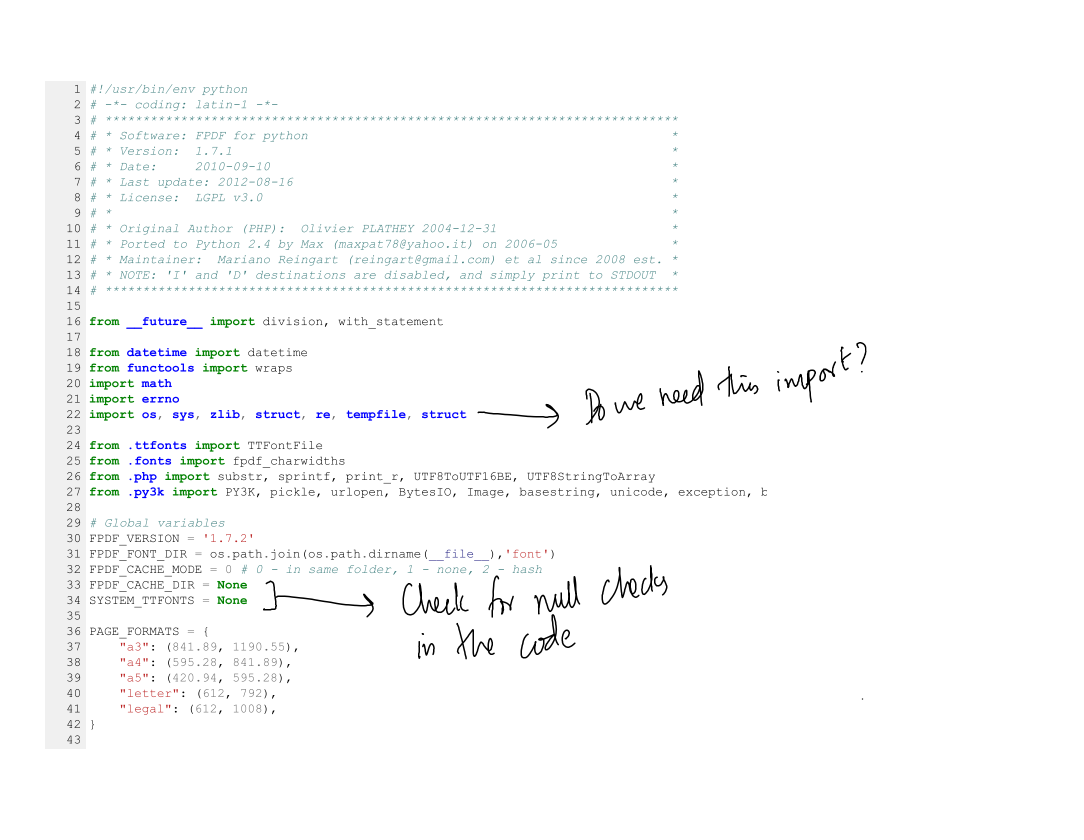 1 #!/usr/bin/env python
2 # -*- coding: latin-1 -*-
3 # ****************************************************************************
4 # * Software: FPDF for python                                                *
5 # * Version:  1.7.1                                                          *
6 # * Date:     2010-09-10                                                     *
7 # * Last update: 2012-08-16                                                  *
8 # * License:  LGPL v3.0                                                      *
9 # *                                                                          *
10 # * Original Author (PHP):  Olivier PLATHEY 2004-12-31                       *
11 # * Ported to Python 2.4 by Max (maxpat78@yahoo.it) on 2006-05               *
12 # * Maintainer:  Mariano Reingart (reingart@gmail.com) et al since 2008 est. *
13 # * NOTE: 'I' and 'D' destinations are disabled, and simply print to STDOUT  *
14 # ****************************************************************************
15
16 from __future__ import division, with_statement
17
18 from datetime import datetime
19 from functools import wraps
20 import math
21 import errno
22 import os, sys, zlib, struct, re, tempfile, struct
Do we need this import?
23
24 from .ttfonts import TTFontFile
25 from .fonts import fpdf_charwidths
26 from .php import substr, sprintf, print_r, UTF8ToUTF16BE, UTF8StringToArray
27 from .py3k import PY3K, pickle, urlopen, BytesIO, Image, basestring, unicode, exception, b
28
29 # Global variables
30 FPDF_VERSION = '1.7.2'
31 FPDF_FONT_DIR = os.path.join(os.path.dirname(__file__),'font')
32 FPDF_CACHE_MODE = 0 # 0 - in same folder, 1 - none, 2 - hash
33 FPDF_CACHE_DIR = None
34 SYSTEM_TTFONTS = None
Check for null checks
in the code
35
36 PAGE_FORMATS = {
37     "a3": (841.89, 1190.55),
38     "a4": (595.28, 841.89),
39     "a5": (420.94, 595.28),
40     "letter": (612, 792),
41     "legal": (612, 1008),
42 }
43